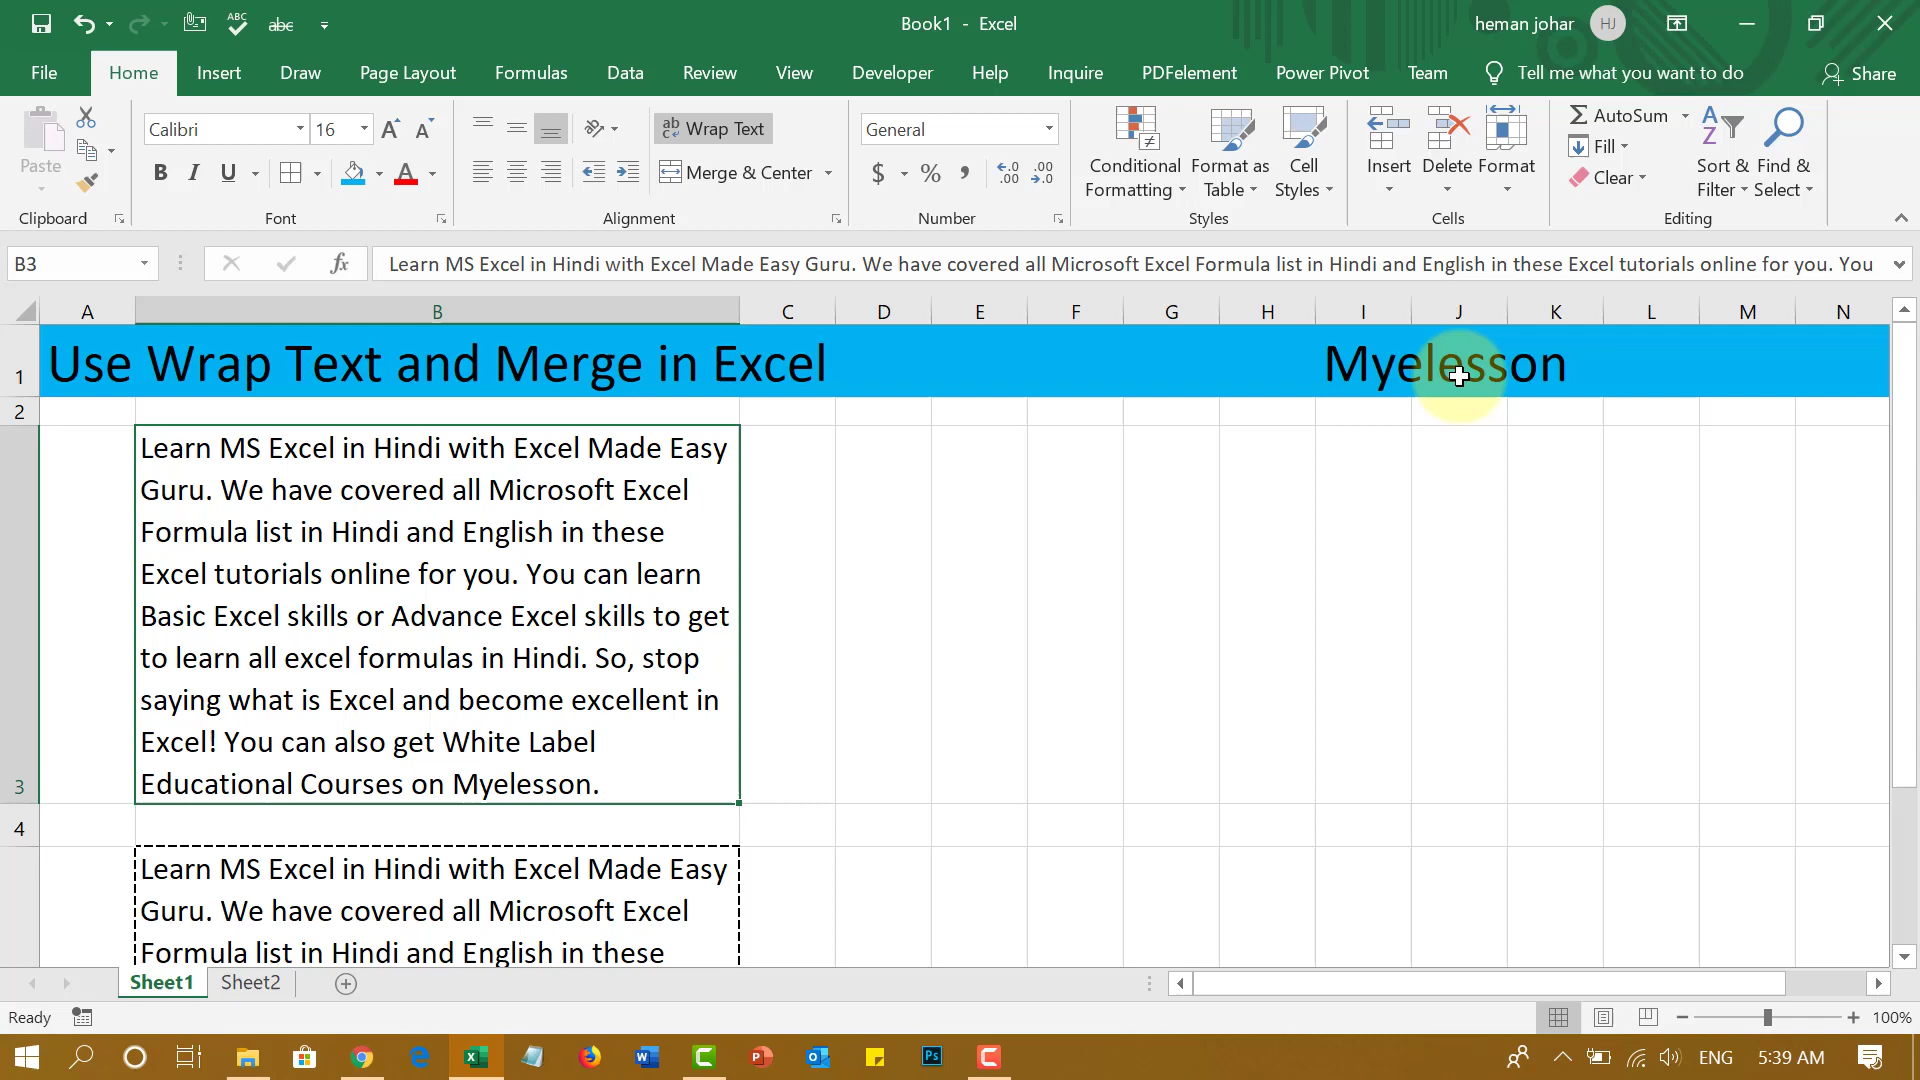 ABC
abc
Book1 - Excel
heman johar
HJ
File Home Insert Draw Page Layout Formulas Data Review View Developer Help Inquire PDFelement Power Pivot Team Tell me what you want to do Share
Paste
Clipboard
Calibri 16 A A
B I U A
Font
ab c Wrap Text
Merge & Center
Alignment
General
$ % , .0 .00 .00 .0
Number
Conditional Formatting
Format as Table
Cell Styles
Styles
Insert Delete Format
Cells
AutoSum
Fill
Clear
A Z
Sort & Filter
Find & Select
Editing
B3
fx
Learn MS Excel in Hindi with Excel Made Easy Guru. We have covered all Microsoft Excel Formula list in Hindi and English in these Excel tutorials online for you. You
A B C D E F G H I J K L M N
1 Use Wrap Text and Merge in Excel Myelesson
2
Learn MS Excel in Hindi with Excel Made Easy
Guru. We have covered all Microsoft Excel
Formula list in Hindi and English in these
Excel tutorials online for you. You can learn
Basic Excel skills or Advance Excel skills to get
to learn all excel formulas in Hindi. So, stop
saying what is Excel and become excellent in
Excel! You can also get White Label
3 Educational Courses on Myelesson.
4
Learn MS Excel in Hindi with Excel Made Easy
Guru. We have covered all Microsoft Excel
Formula list in Hindi and English in these
Sheet1 Sheet2
Ready
100%
ENG
5:39 AM